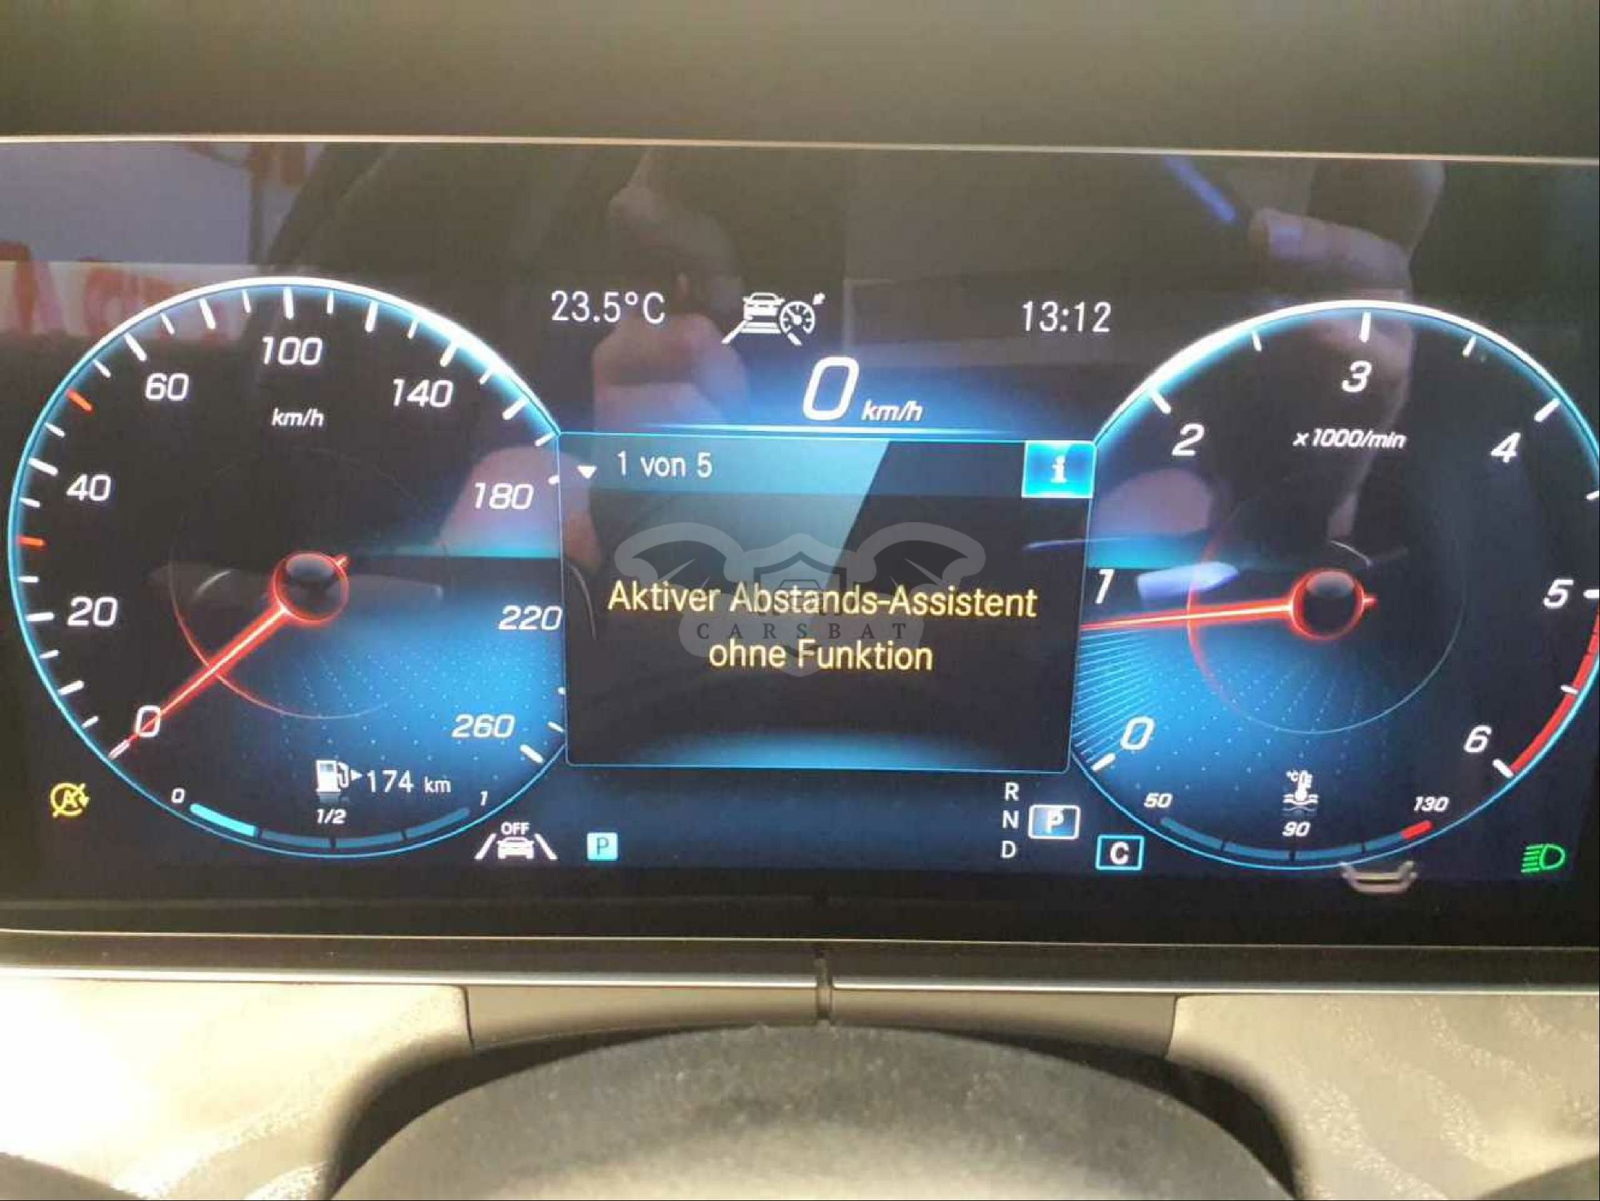 23.5°C
13:12
0 km/h
1 von 5
i
Aktiver Abstands-Assistent
ohne Funktion
CARSBAT
0
20
40
60
100
140
180
220
260
km/h
174 km
0
1/2
1
A
OFF
P
R
N
D
P
C
0
1
2
3
4
5
6
x1000/min
°C
50
90
130